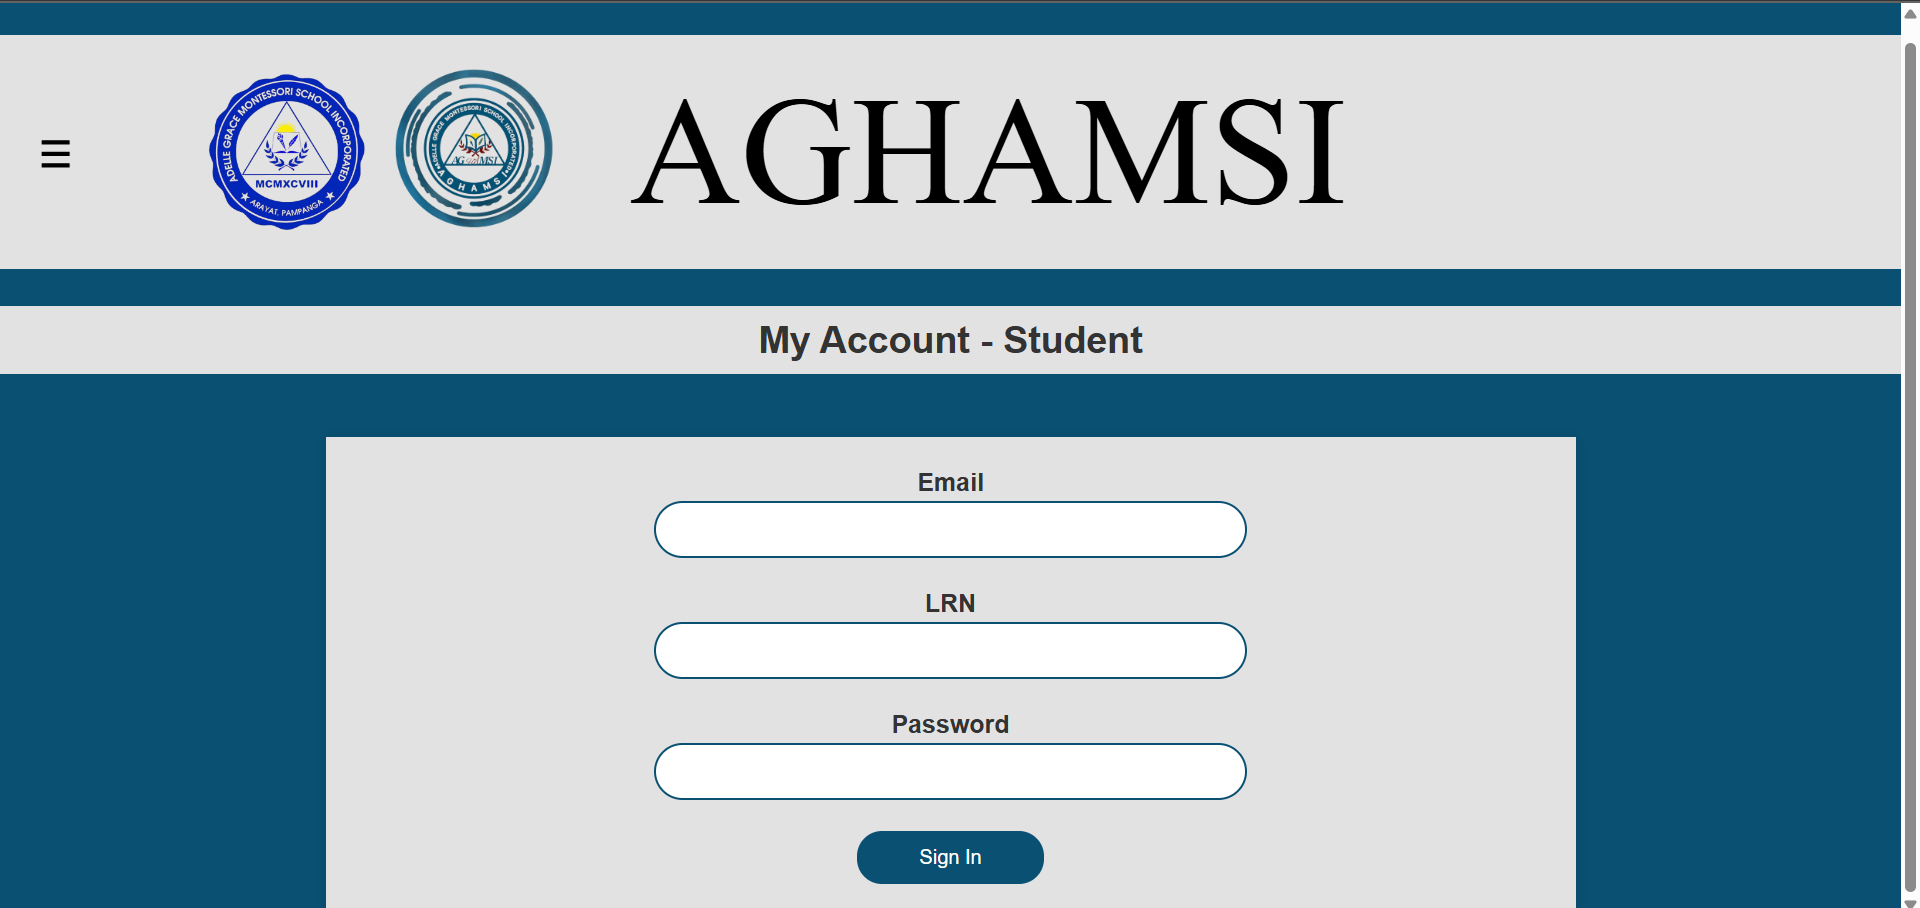 ADELLE GRACE MONTESSORI SCHOOL INCORPORATED
MCMXCVIII
★ ARAYAT, PAMPANGA ★
ADELLE GRACE MONTESSORI SCHOOL INCORPORATED
AGHAMSI
AGHAMSI
AGHAMSI
My Account - Student
Email
LRN
Password
Sign In